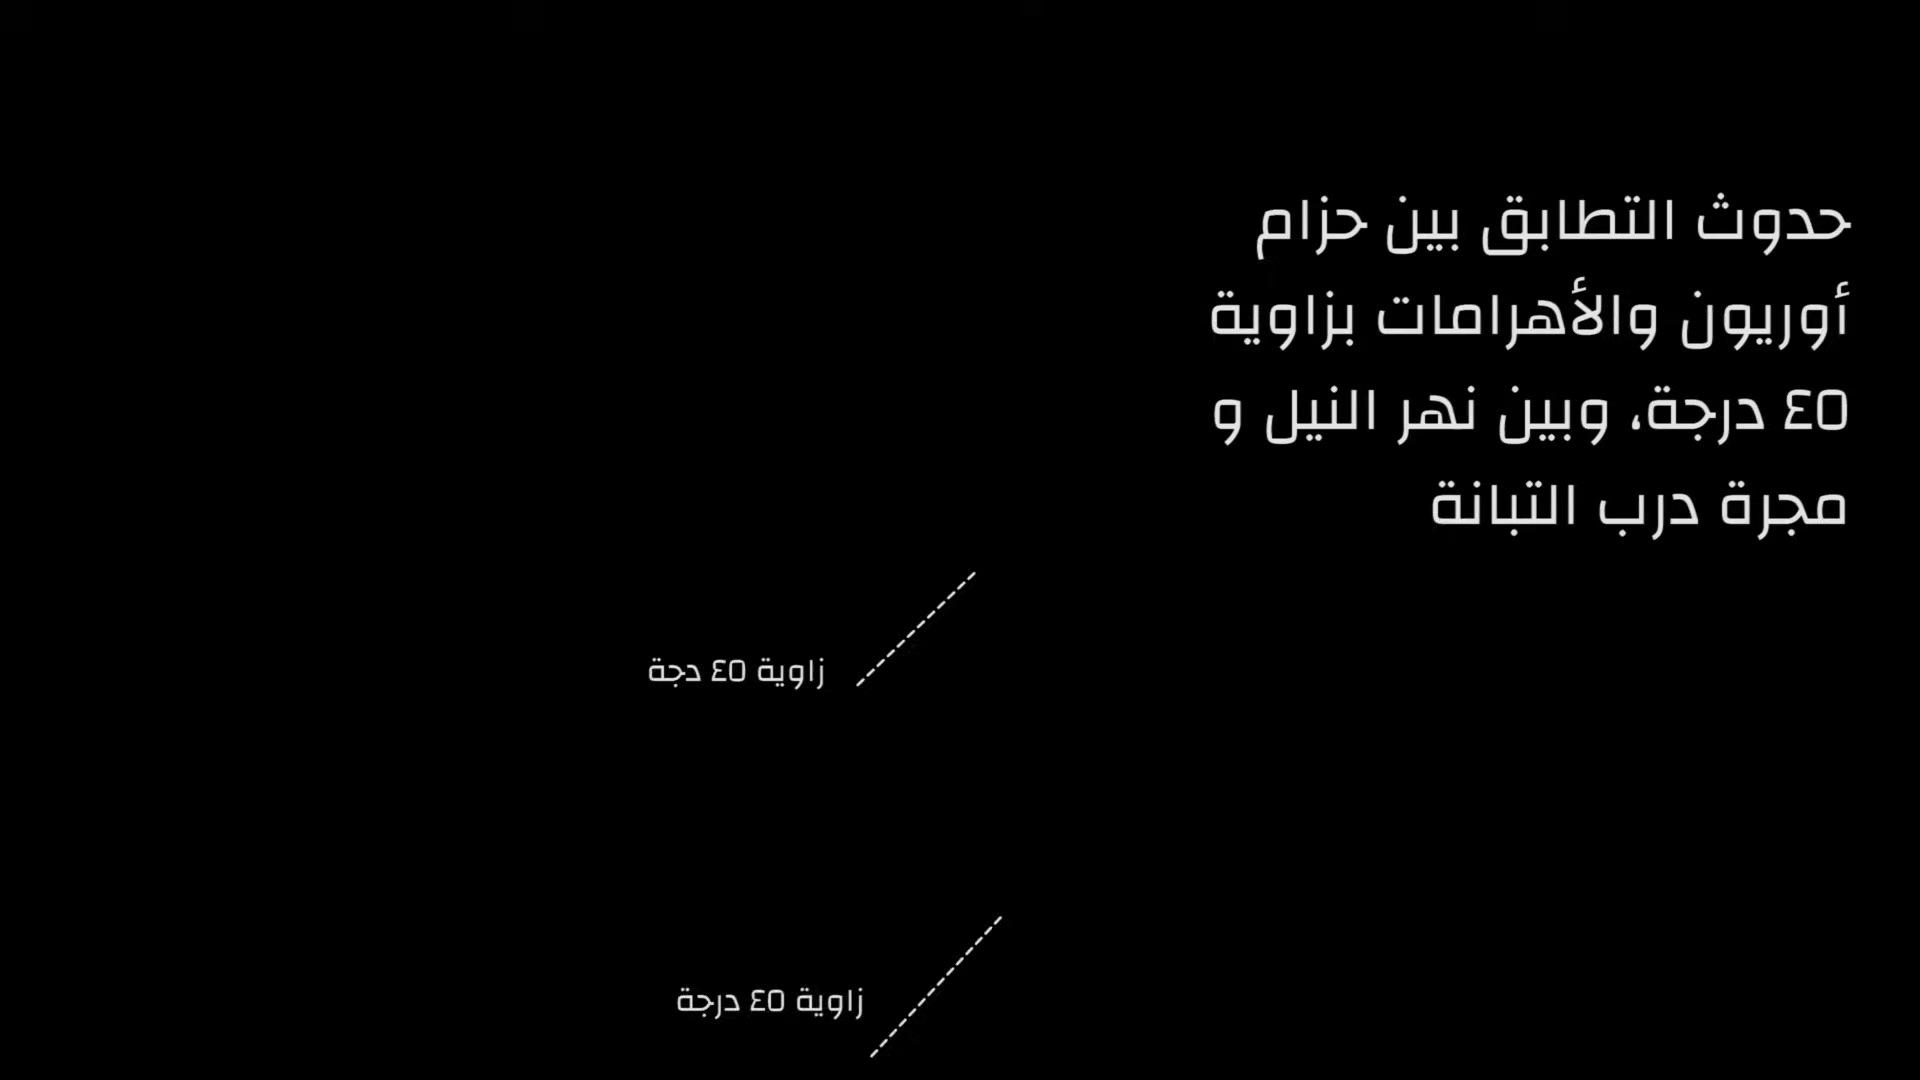 حدوث التطابق بين حزام
أوريون والأهرامات بزاوية
٤٥ درجة، وبين نهر النيل و
مجرة درب التبانة
زاوية ٤٥ دجة
زاوية ٤٥ درجة